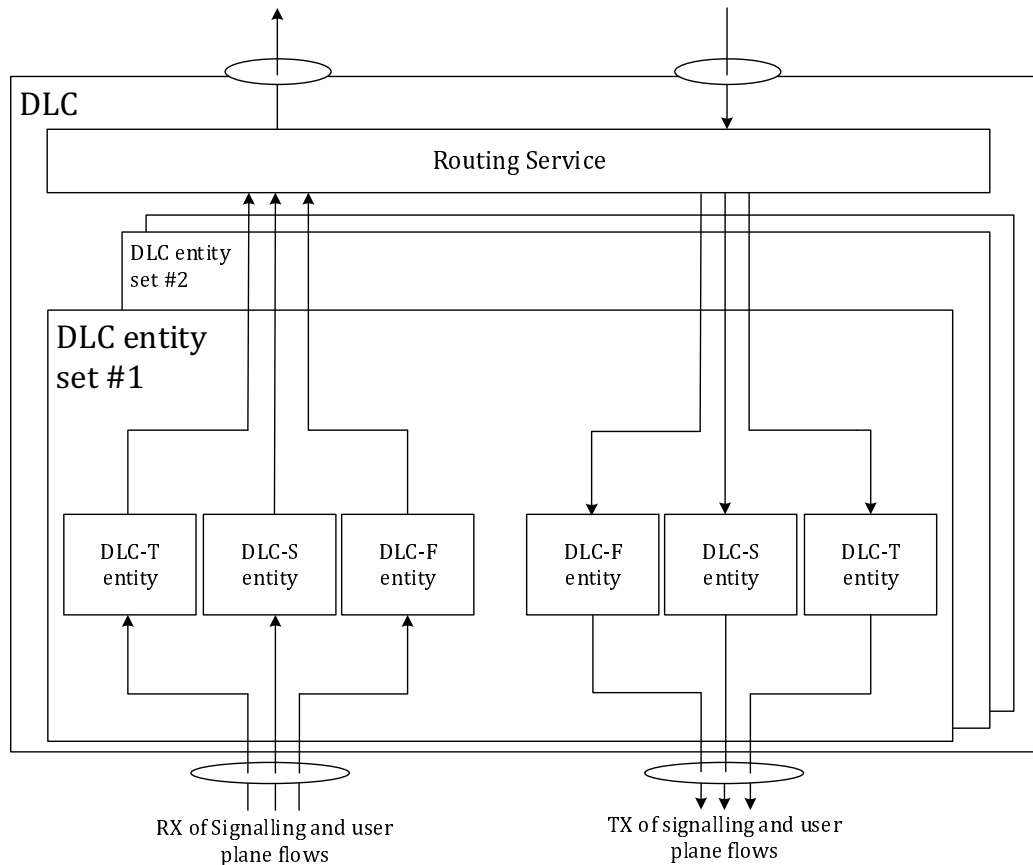 DLC
Routing Service
DLC entity
set #2
DLC entity
set #1
DLC-T
entity
DLC-S
entity
DLC-F
entity
DLC-F
entity
DLC-S
entity
DLC-T
entity
RX of Signalling and user
plane flows
TX of signalling and user
plane flows